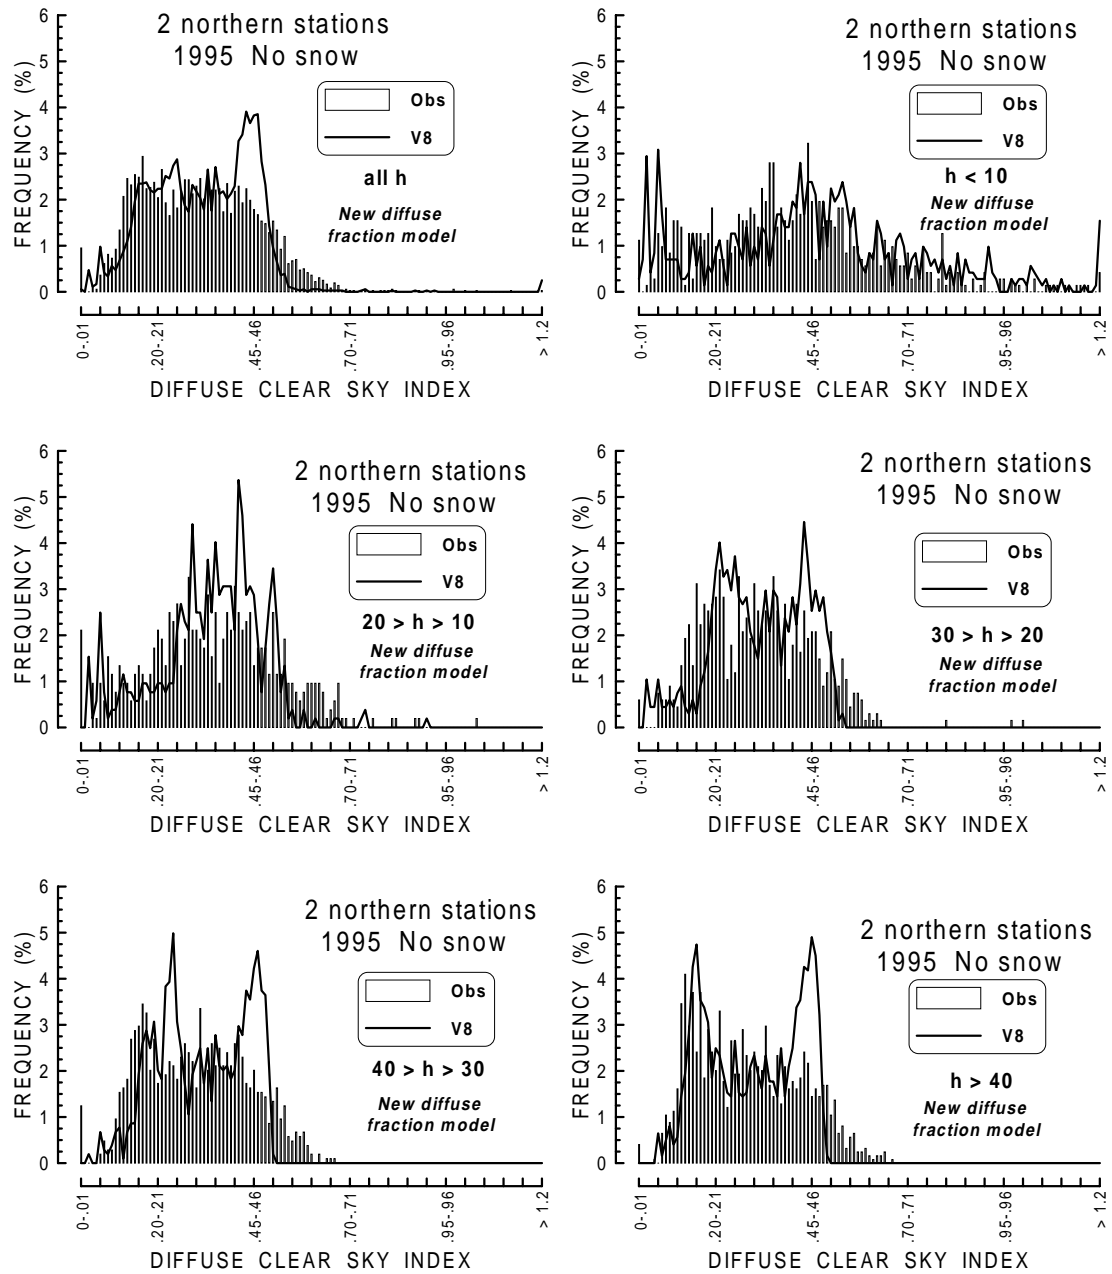 2 northern stations
1995 No snow
Obs
V8
all h
New diffuse
fraction model
FREQUENCY (%)
6
5
4
3
2
1
0
0-.01
.20-.21
.45-.46
.70-.71
.95-.96
> 1.2
DIFFUSE CLEAR SKY INDEX
2 northern stations
1995 No snow
Obs
V8
h < 10
New diffuse
fraction model
FREQUENCY (%)
6
5
4
3
2
1
0
0-.01
.20-.21
.45-.46
.70-.71
.95-.96
> 1.2
DIFFUSE CLEAR SKY INDEX
2 northern stations
1995 No snow
Obs
V8
20 > h > 10
New diffuse
fraction model
FREQUENCY (%)
6
5
4
3
2
1
0
0-.01
.20-.21
.45-.46
.70-.71
.95-.96
> 1.2
DIFFUSE CLEAR SKY INDEX
2 northern stations
1995 No snow
Obs
V8
30 > h > 20
New diffuse
fraction model
FREQUENCY (%)
6
5
4
3
2
1
0
0-.01
.20-.21
.45-.46
.70-.71
.95-.96
> 1.2
DIFFUSE CLEAR SKY INDEX
2 northern stations
1995 No snow
Obs
V8
40 > h > 30
New diffuse
fraction model
FREQUENCY (%)
6
5
4
3
2
1
0
0-.01
.20-.21
.45-.46
.70-.71
.95-.96
> 1.2
DIFFUSE CLEAR SKY INDEX
2 northern stations
1995 No snow
Obs
V8
h > 40
New diffuse
fraction model
FREQUENCY (%)
6
5
4
3
2
1
0
0-.01
.20-.21
.45-.46
.70-.71
.95-.96
> 1.2
DIFFUSE CLEAR SKY INDEX